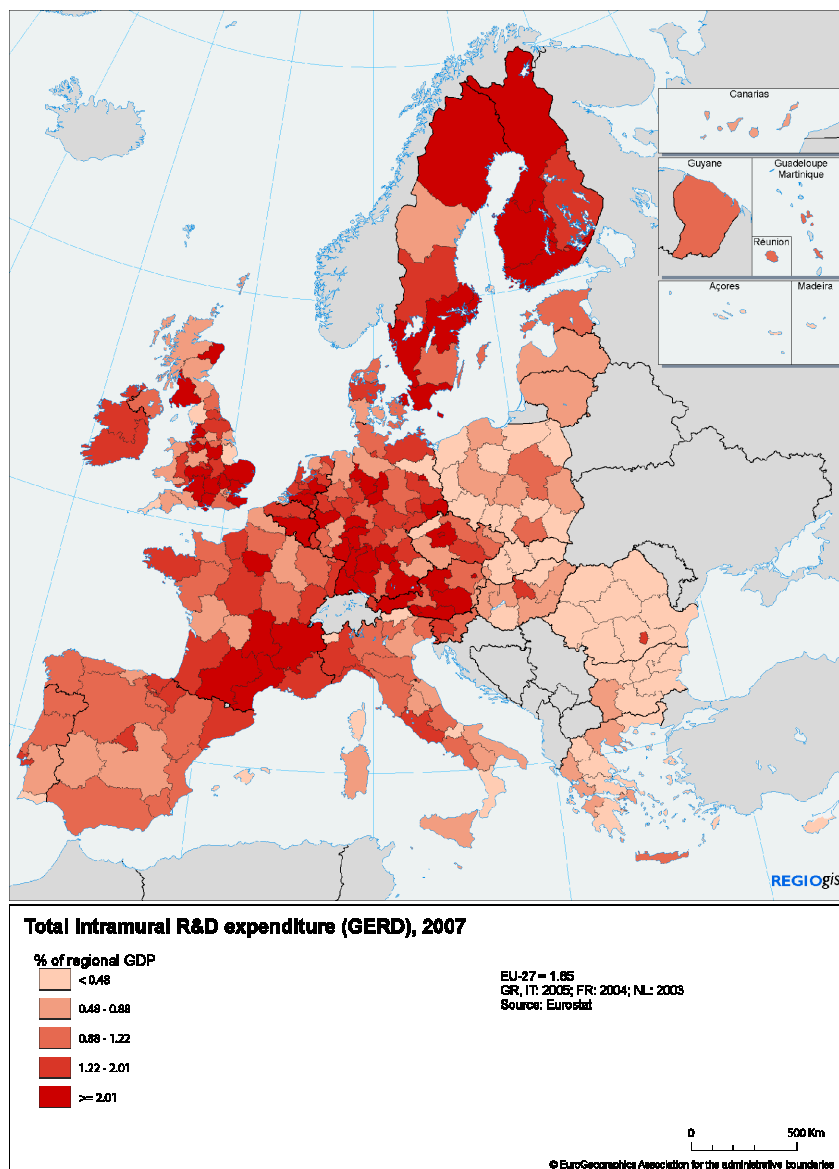 Canarias
Guyane
Guadeloupe
Martinique
Réunion
Açores
Madeira
REGIOgis
Total intramural R&D expenditure (GERD), 2007
% of regional GDP
< 0.48
0.48 - 0.88
0.88 - 1.22
1.22 - 2.01
>= 2.01
EU-27 = 1.85
GR, IT: 2005; FR: 2004; NL: 2003
Source: Eurostat
0 500 Km
© EuroGeographics Association for the administrative boundaries